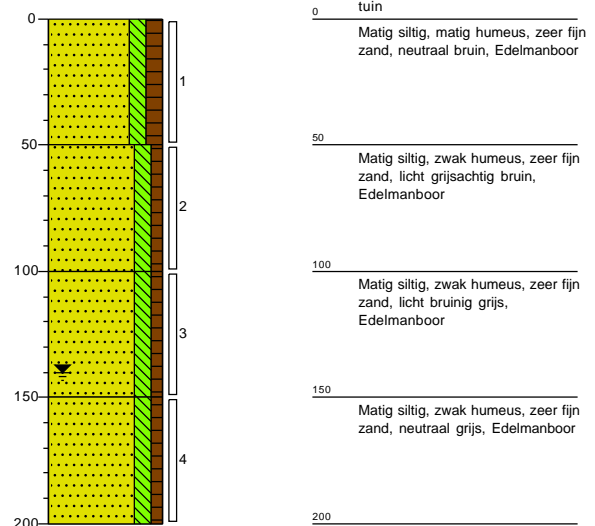 0
50
100
150
200
1
2
3
4
0
tuin
Matig siltig, matig humeus, zeer fijn
zand, neutraal bruin, Edelmanboor
50
Matig siltig, zwak humeus, zeer fijn
zand, licht grijsachtig bruin,
Edelmanboor
100
Matig siltig, zwak humeus, zeer fijn
zand, licht bruinig grijs,
Edelmanboor
150
Matig siltig, zwak humeus, zeer fijn
zand, neutraal grijs, Edelmanboor
200